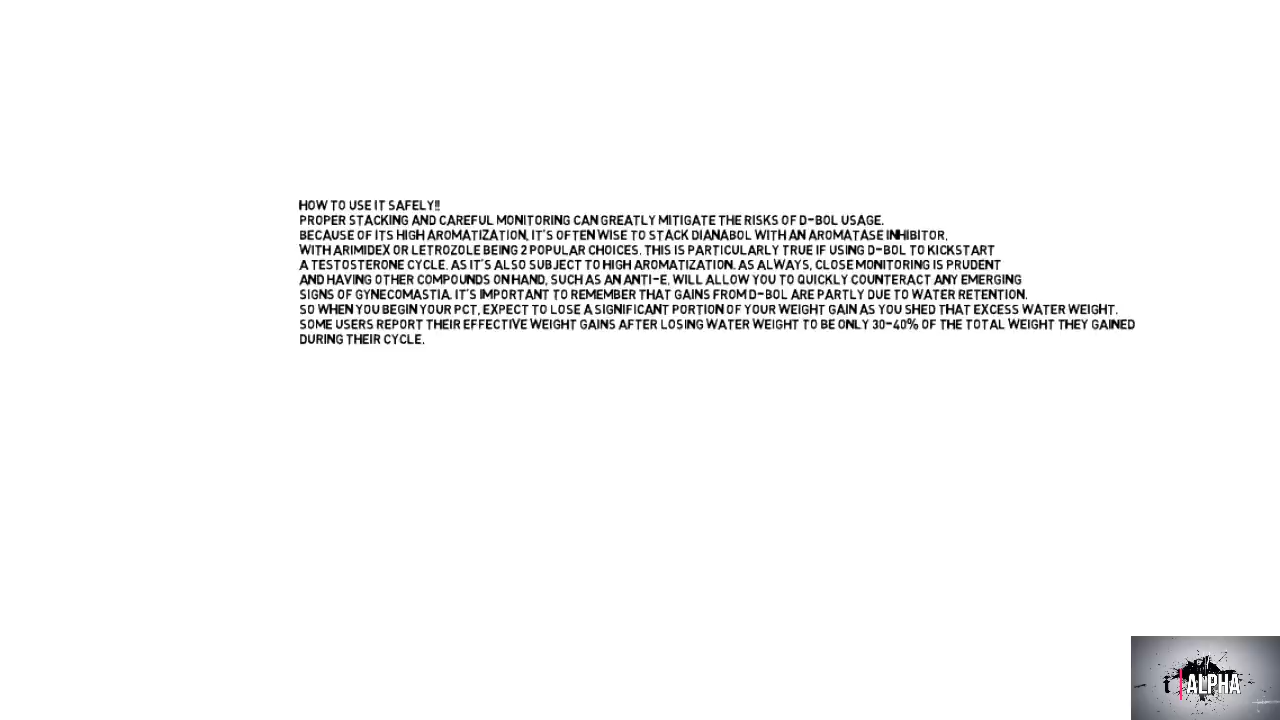 HOW TO USE IT SAFELY!!
PROPER STACKING AND CAREFUL MONITORING CAN GREATLY MITIGATE THE RISKS OF D-BOL USAGE.
BECAUSE OF ITS HIGH AROMATIZATION, IT'S OFTEN WISE TO STACK DIANABOL WITH AN AROMATASE INHIBITOR,
WITH ARIMIDEX OR LETROZOLE BEING 2 POPULAR CHOICES. THIS IS PARTICULARLY TRUE IF USING D-BOL TO KICKSTART
A TESTOSTERONE CYCLE, AS IT'S ALSO SUBJECT TO HIGH AROMATIZATION. AS ALWAYS, CLOSE MONITORING IS PRUDENT
AND HAVING OTHER COMPOUNDS ON HAND, SUCH AS AN ANTI-E, WILL ALLOW YOU TO QUICKLY COUNTERACT ANY EMERGING
SIGNS OF GYNECOMASTIA. IT'S IMPORTANT TO REMEMBER THAT GAINS FROM D-BOL ARE PARTLY DUE TO WATER RETENTION.
SO WHEN YOU BEGIN YOUR PCT, EXPECT TO LOSE A SIGNIFICANT PORTION OF YOUR WEIGHT GAIN AS YOU SHED THAT EXCESS WATER WEIGHT.
SOME USERS REPORT THEIR EFFECTIVE WEIGHT GAINS AFTER LOSING WATER WEIGHT TO BE ONLY 30-40% OF THE TOTAL WEIGHT THEY GAINED
DURING THEIR CYCLE.
ALPHA